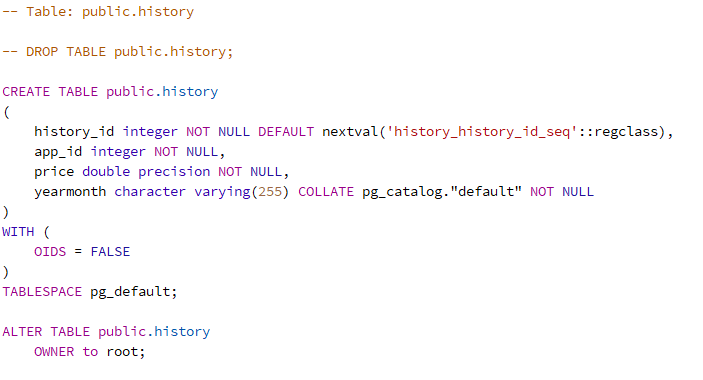 -- Table: public.history
-- DROP TABLE public.history;
CREATE TABLE public.history
(
    history_id integer NOT NULL DEFAULT nextval('history_history_id_seq'::regclass),
    app_id integer NOT NULL,
    price double precision NOT NULL,
    yearmonth character varying(255) COLLATE pg_catalog."default" NOT NULL
)
WITH (
    OIDS = FALSE
)
TABLESPACE pg_default;
ALTER TABLE public.history
    OWNER to root;